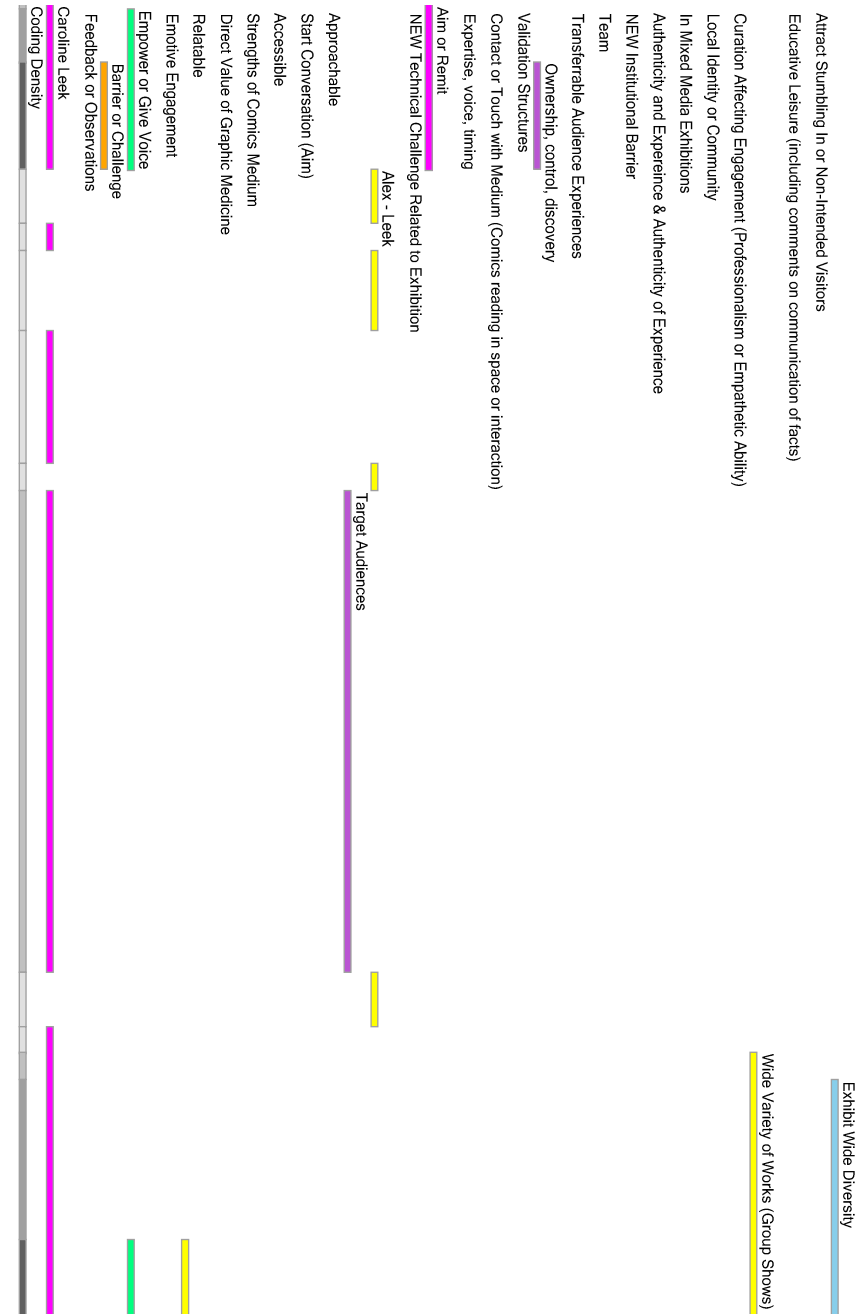 Coding Density
Caroline Leek
Feedback or Observations
Barrier or Challenge
Empower or Give Voice
Emotive Engagement
Relatable
Direct Value of Graphic Medicine
Strengths of Comics Medium
Accessible
Start Conversation (Aim)
Approachable
Target Audiences
Alex - Leek
NEW Technical Challenge Related to Exhibition
Aim or Remit
Expertise, voice, timing
Contact or Touch with Medium (Comics reading in space or interaction)
Validation Structures
Ownership, control, discovery
Transferrable Audience Experiences
Team
NEW Institutional Barrier
Authenticity and Expereince & Authenticity of Experience
In Mixed Media Exhibitions
Local Identity or Community
Curation Affecting Engagement (Professionalism or Empathetic Ability)
Wide Variety of Works (Group Shows)
Educative Leisure (including comments on communication of facts)
Attract Stumbling In or Non-Intended Visitors
Exhibit Wide Diversity